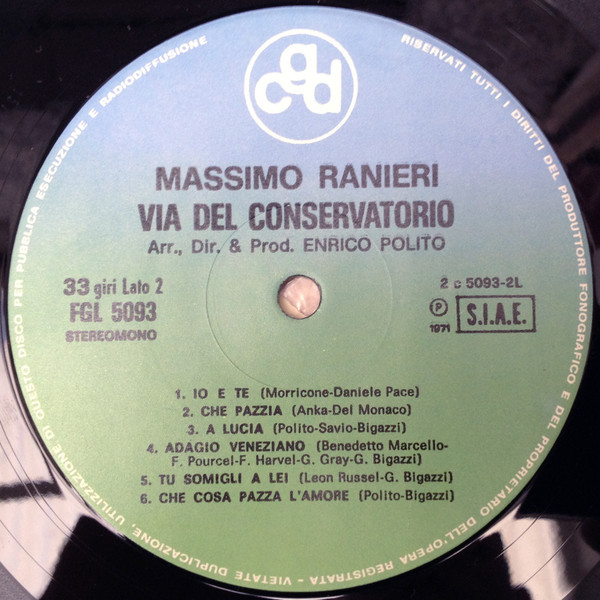 cgd
MASSIMO RANIERI
VIA DEL CONSERVATORIO
Arr., Dir. & Prod. ENRICO POLITO
33 giri Lato 2
FGL 5093
STEREOMONO
2 c 5093-2L
P 1971
S.I.A.E.
1. IO E TE (Morricone-Daniele Pace)
2. CHE PAZZIA (Anka-Del Monaco)
3. A LUCIA (Polito-Savio-Bigazzi)
4. ADAGIO VENEZIANO (Benedetto Marcello-
F. Pourcel-F. Harvel-G. Gray-G. Bigazzi)
5. TU SOMIGLI A LEI (Leon Russel-G. Bigazzi)
6. CHE COSA PAZZA L'AMORE (Polito-Bigazzi)
RISERVATI TUTTI I DIRITTI DEL PRODUTTORE FONOGRAFICO E DEL PROPRIETARIO DELL'OPERA REGISTRATA - VIETATE DUPLICAZIONE, UTILIZZAZIONE DI QUESTO DISCO PER PUBBLICA ESECUZIONE E RADIODIFFUSIONE